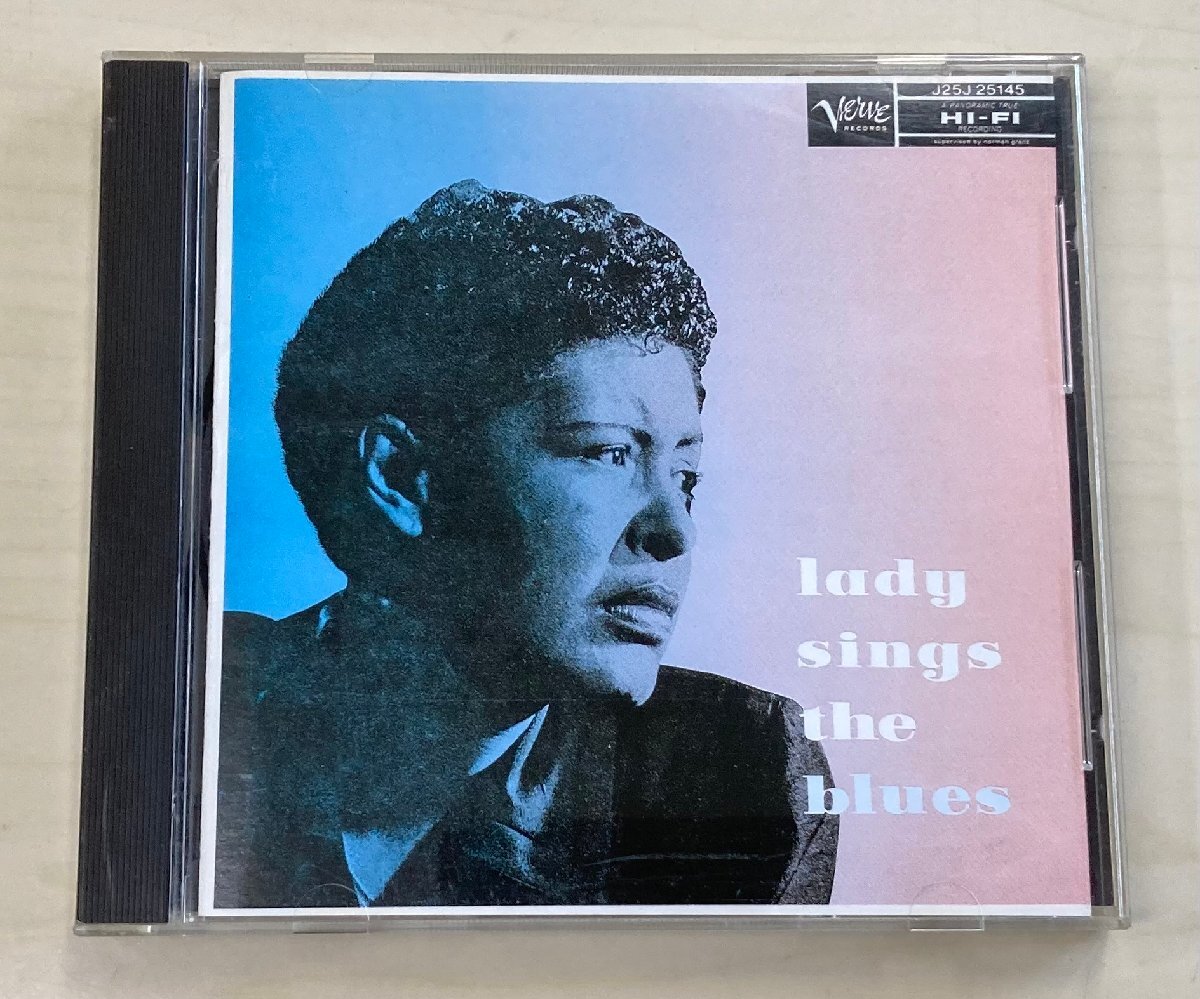 Verve
RECORDS
J25J 25145
A PANORAMIC TRUE
HI-FI
RECORDING
supervised by norman granz
lady
sings
the
blues